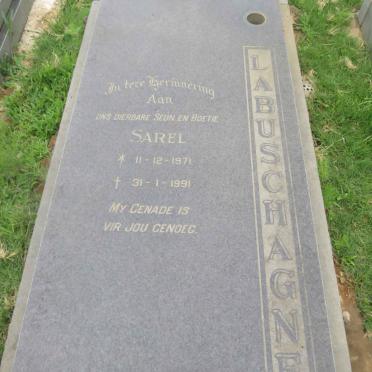 In tere Herinnering
Aan
ONS DIERBARE SEUN EN BOETIE
SAREL
* 11-12-1971
† 31-1-1991
MY GENADE IS
VIR JOU GENOEG.
LABUSCHAGNE